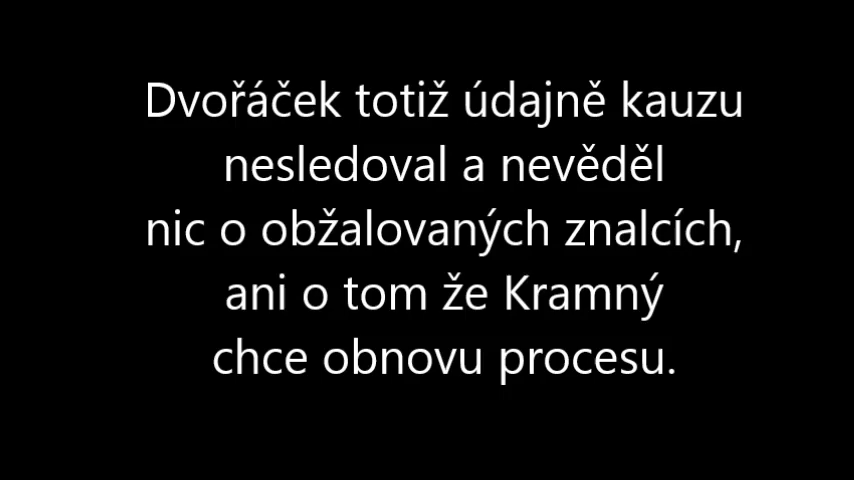 Dvořáček totiž údajně kauzu
nesledoval a nevěděl
nic o obžalovaných znalcích,
ani o tom že Kramný
chce obnovu procesu.